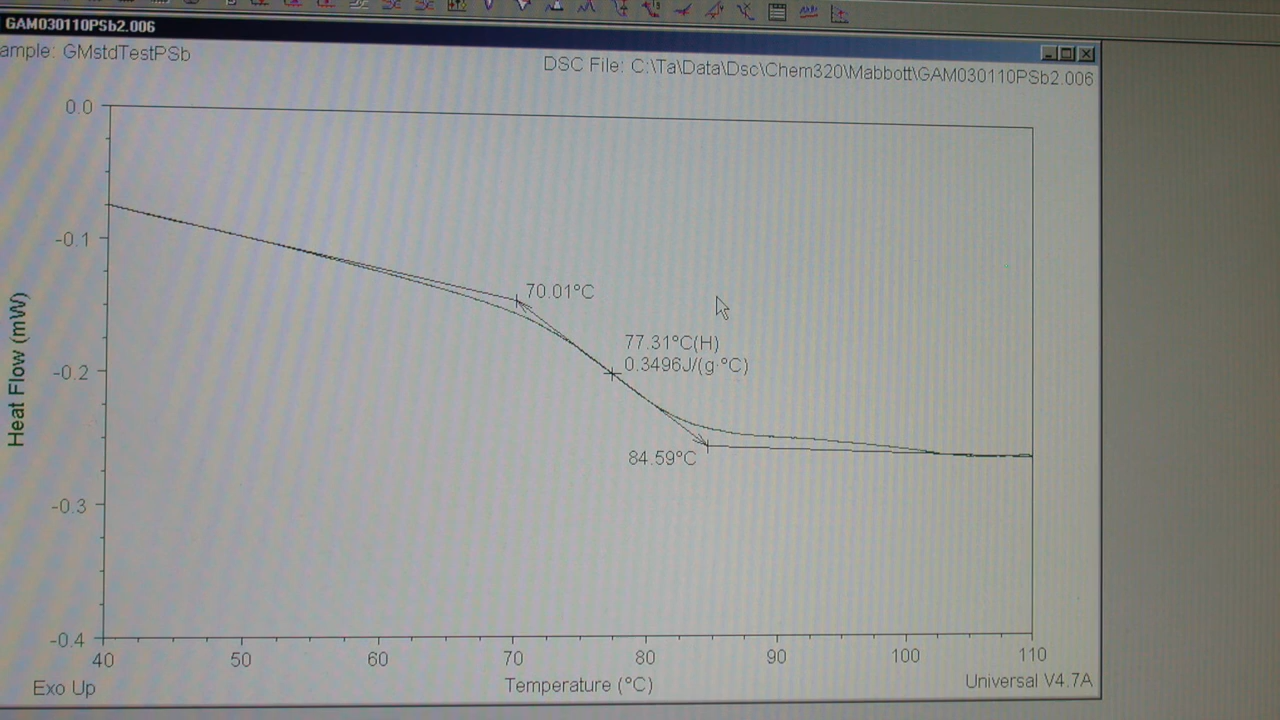 GAM030110PSb2.006
ample: GMstdTestPSb
DSC File: C:\Ta\Data\Dsc\Chem320\Mabbott\GAM030110PSb2.006
0.0
-0.1
-0.2
-0.3
-0.4
Heat Flow (mW)
70.01°C
77.31°C(H)
0.3496J/(g·°C)
84.59°C
40
50
60
70
80
90
100
110
Exo Up
Temperature (°C)
Universal V4.7A